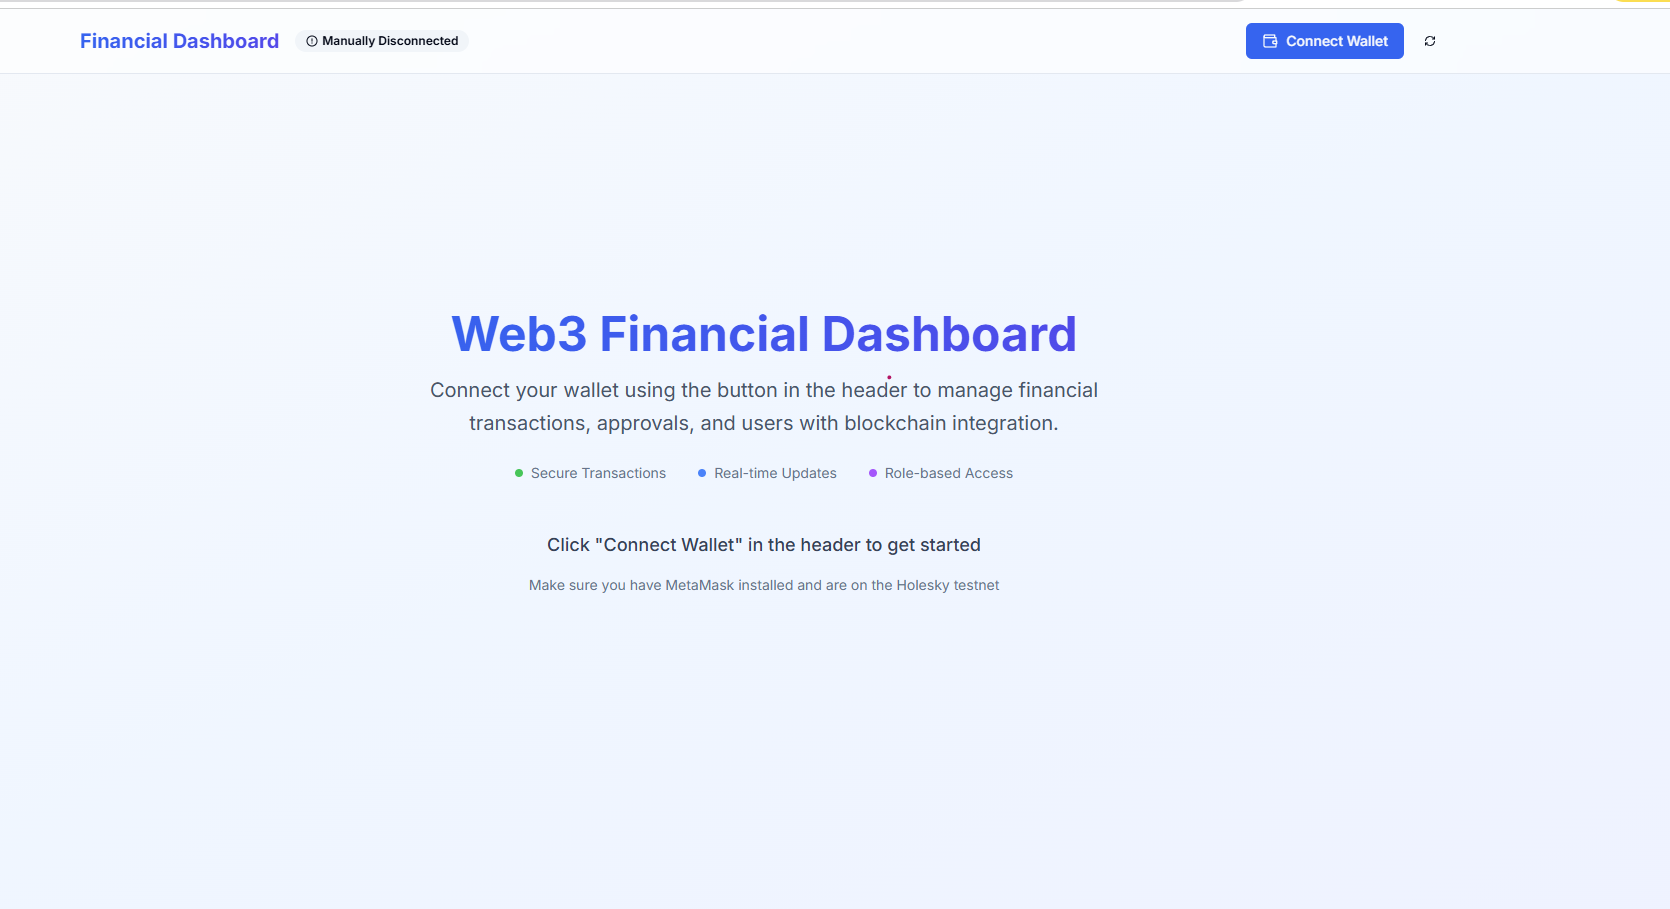 Financial Dashboard
Manually Disconnected
Connect Wallet
Web3 Financial Dashboard
Connect your wallet using the button in the header to manage financial
transactions, approvals, and users with blockchain integration.
Secure Transactions
Real-time Updates
Role-based Access
Click "Connect Wallet" in the header to get started
Make sure you have MetaMask installed and are on the Holesky testnet